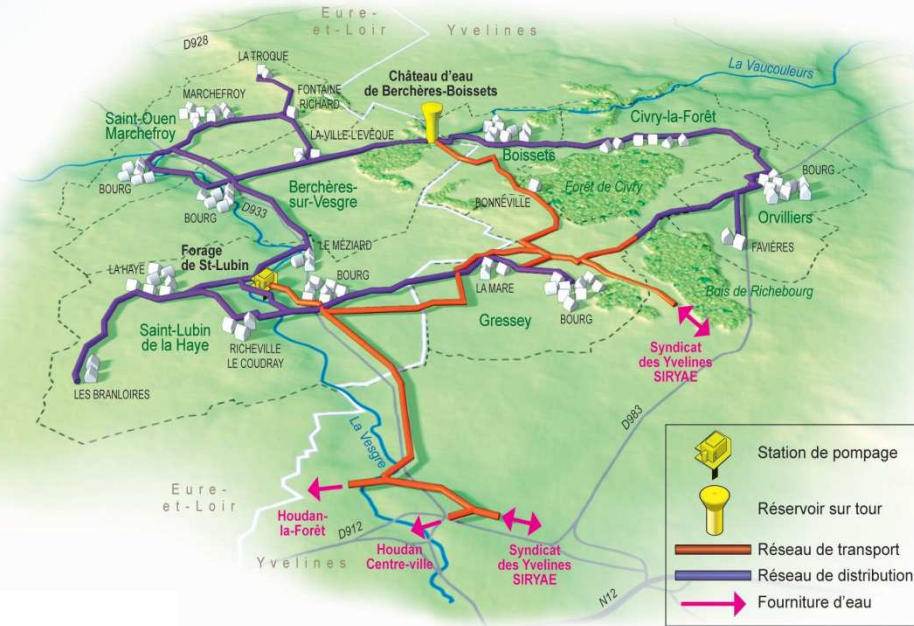 Eure-
et-Loir
Yvelines
D928
LA TROQUE
Château d'eau
de Berchères-Boissets
La Vaucouleurs
MARCHEFROY
FONTAINE
RICHARD
Saint-Ouen
Marchefroy
Civry-la-Forêt
LA-VILLE-L'EVÊQUE
Boissets
BOURG
Berchères-
sur-Vesgre
Forêt de Civry
BOURG
BOURG
D933
BONNÉVILLE
Orvilliers
Forage
de St-Lubin
LE MÉZIARD
FAVIÈRES
LA HAYE
BOURG
LA MARE
Bois de Richebourg
Saint-Lubin
de la Haye
Gressey
BOURG
RICHEVILLE
LE COUDRAY
Syndicat
des Yvelines
SIRYAE
LES BRANLOIRES
La Vesgre
D983
Station de pompage
Eure-
et-Loir
Réservoir sur tour
Houdan-
la-Forêt
D912
Réseau de transport
Yvelines
Houdan
Centre-ville
Syndicat
des Yvelines
SIRYAE
Réseau de distribution
N12
Fourniture d'eau